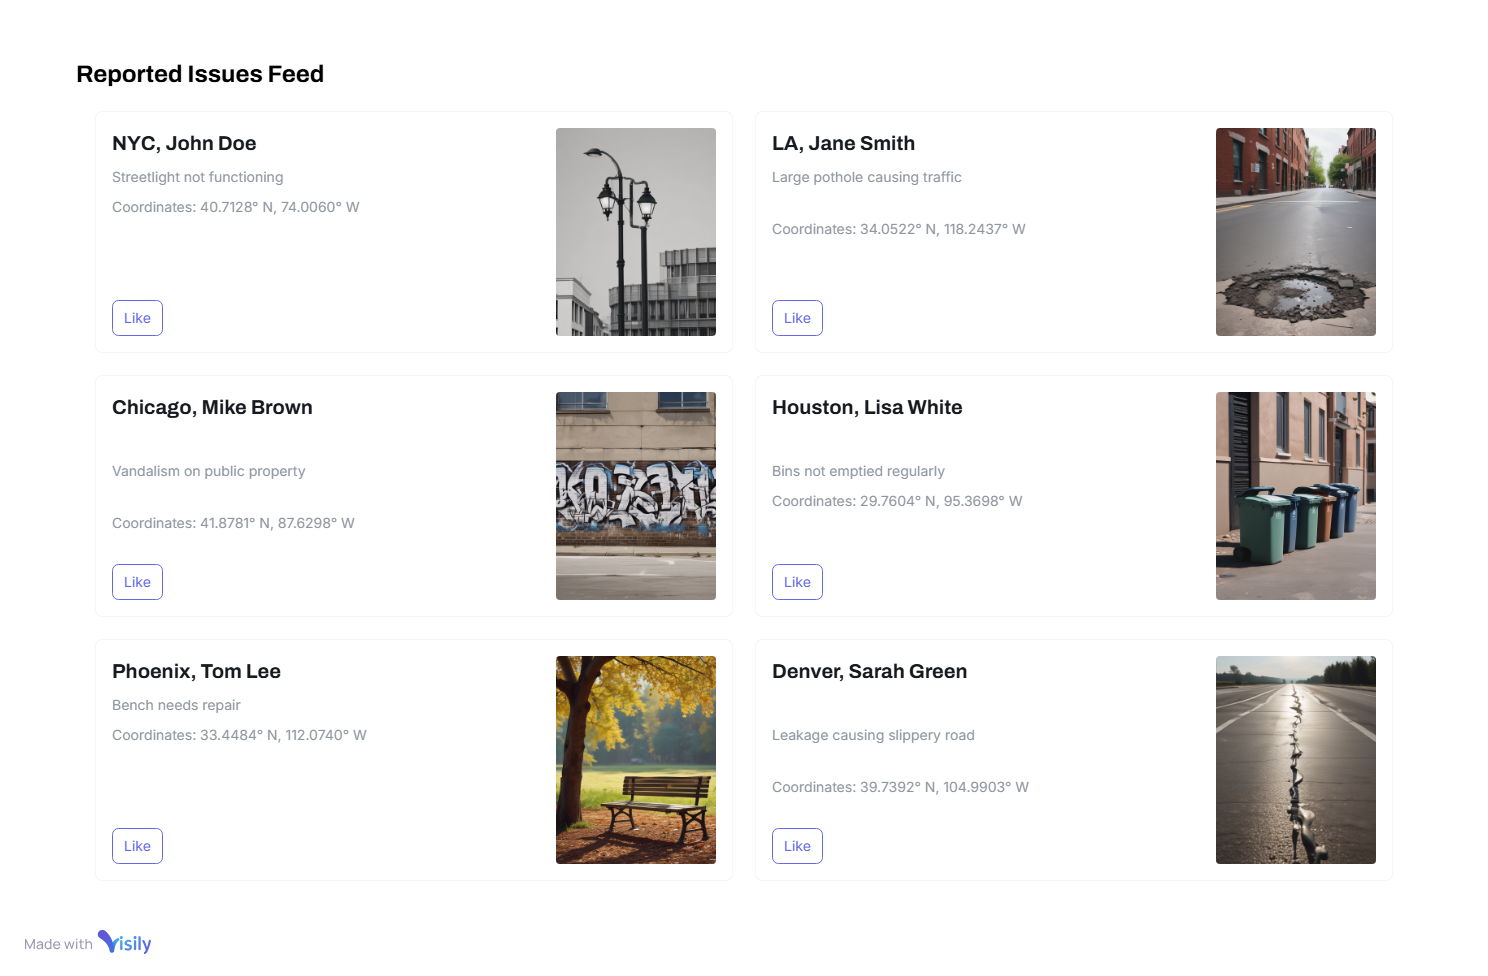 Reported Issues Feed
NYC, John Doe
Streetlight not functioning
Coordinates: 40.7128° N, 74.0060° W
Like
LA, Jane Smith
Large pothole causing traffic
Coordinates: 34.0522° N, 118.2437° W
Like
Chicago, Mike Brown
Vandalism on public property
Coordinates: 41.8781° N, 87.6298° W
Like
Houston, Lisa White
Bins not emptied regularly
Coordinates: 29.7604° N, 95.3698° W
Like
Phoenix, Tom Lee
Bench needs repair
Coordinates: 33.4484° N, 112.0740° W
Like
Denver, Sarah Green
Leakage causing slippery road
Coordinates: 39.7392° N, 104.9903° W
Like
Made with Visily